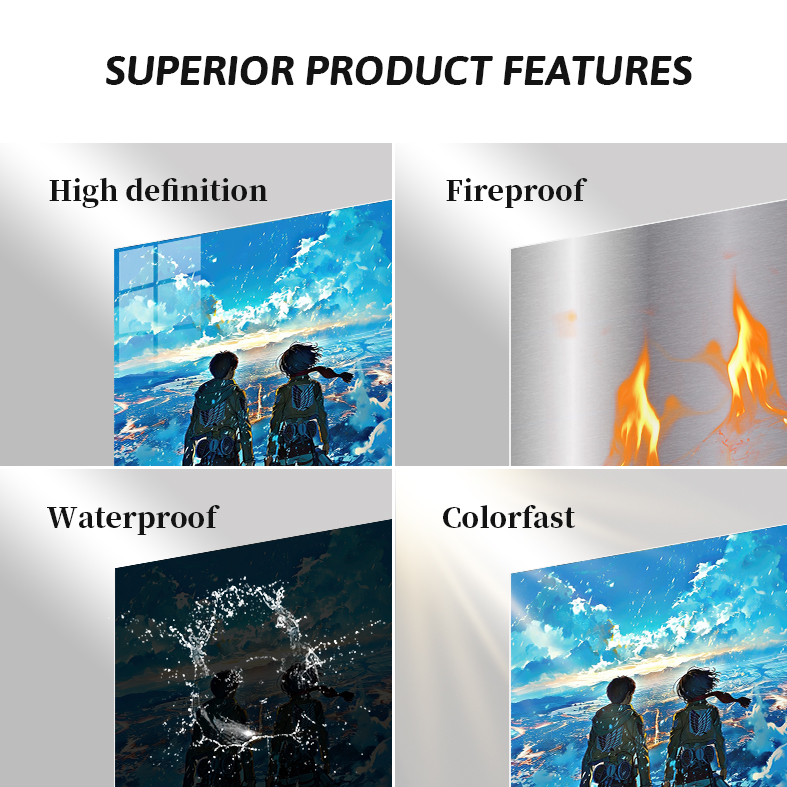 SUPERIOR PRODUCT FEATURES
High definition
Fireproof
Waterproof
Colorfast